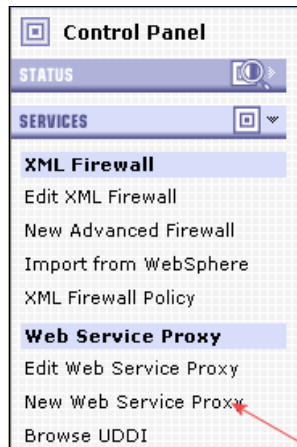 Control Panel
STATUS
SERVICES
XML Firewall
Edit XML Firewall
New Advanced Firewall
Import from WebSphere
XML Firewall Policy
Web Service Proxy
Edit Web Service Proxy
New Web Service Proxy
Browse UDDI